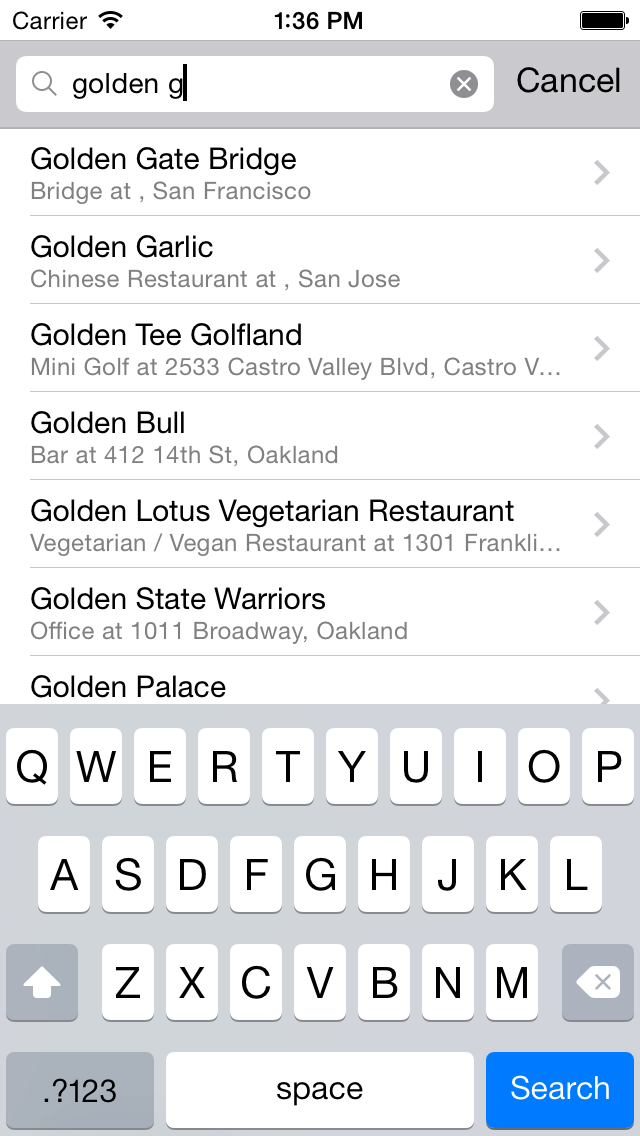 Carrier 1:36 PM
golden g Cancel
Golden Gate Bridge
Bridge at , San Francisco
Golden Garlic
Chinese Restaurant at , San Jose
Golden Tee Golfland
Mini Golf at 2533 Castro Valley Blvd, Castro V...
Golden Bull
Bar at 412 14th St, Oakland
Golden Lotus Vegetarian Restaurant
Vegetarian / Vegan Restaurant at 1301 Frankli...
Golden State Warriors
Office at 1011 Broadway, Oakland
Golden Palace
Q W E R T Y U I O P
A S D F G H J K L
Z X C V B N M
.?123 space Search